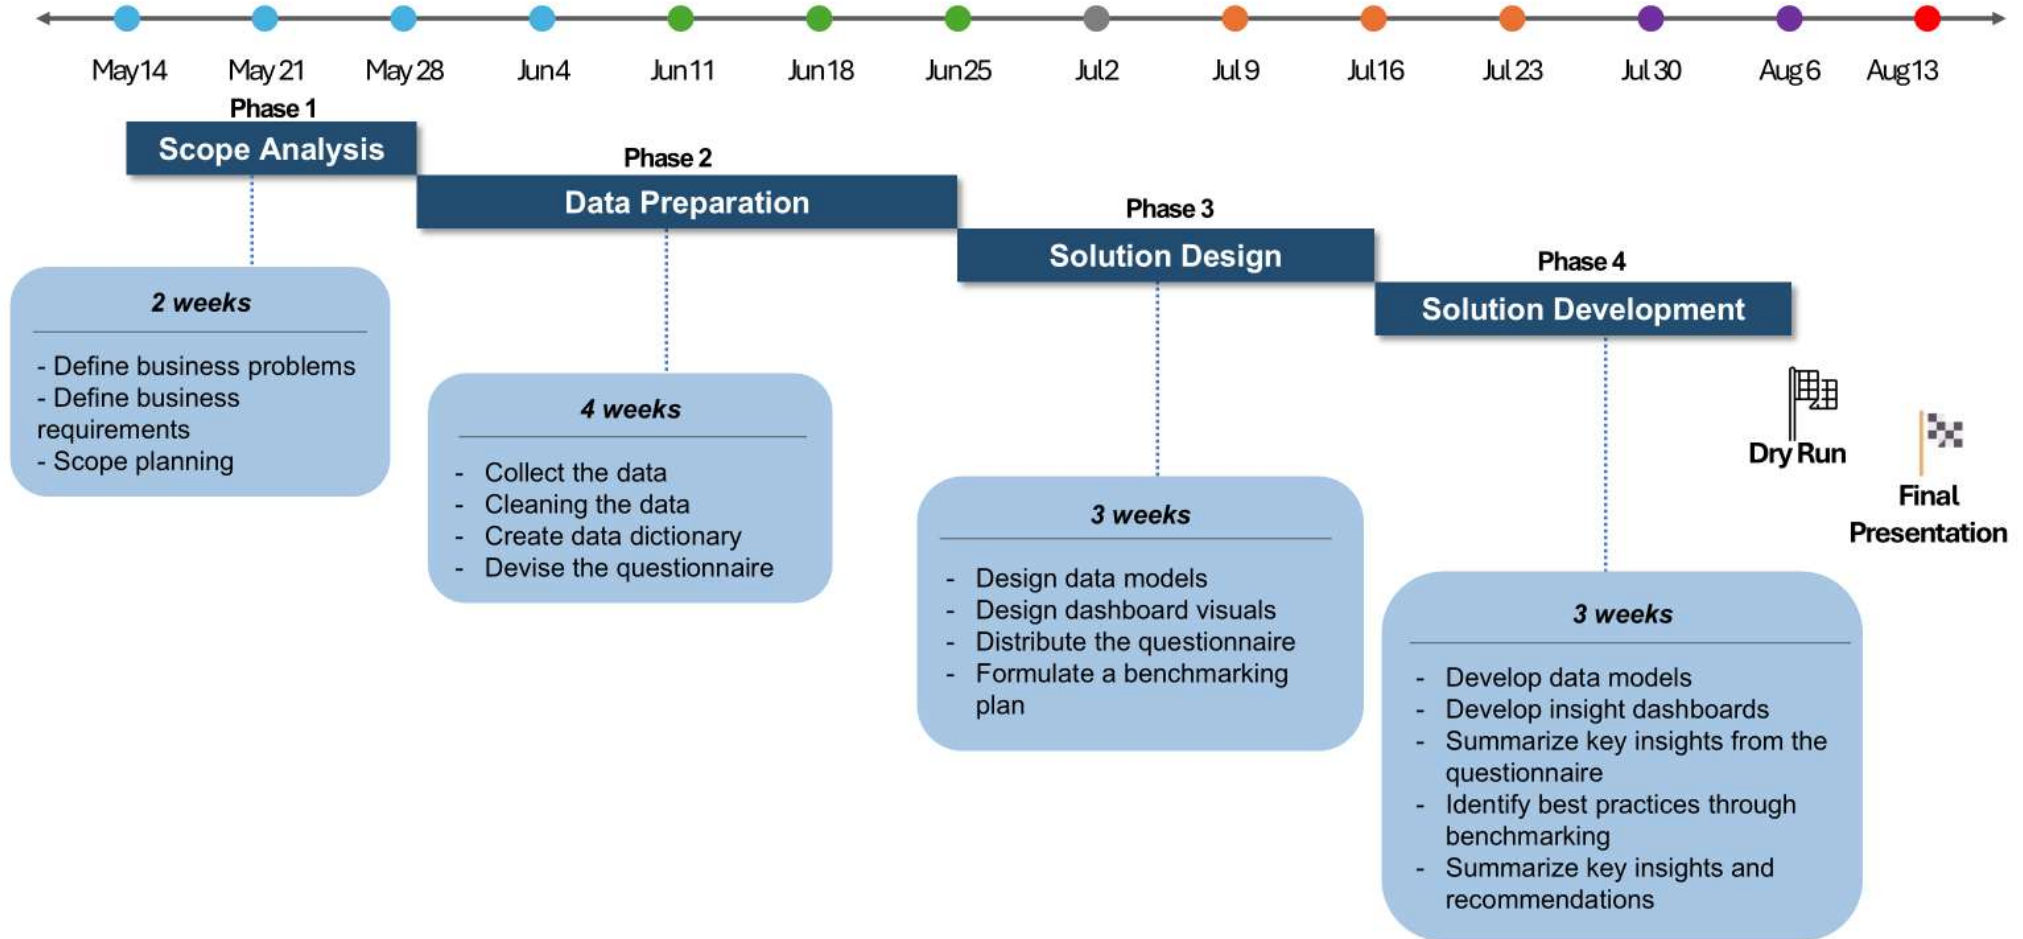 May 14 May 21 May 28 Jun 4 Jun 11 Jun 18 Jun 25 Jul 2 Jul 9 Jul 16 Jul 23 Jul 30 Aug 6 Aug 13
Phase 1
Scope Analysis
2 weeks
- Define business problems
- Define business
requirements
- Scope planning
Phase 2
Data Preparation
4 weeks
- Collect the data
- Cleaning the data
- Create data dictionary
- Devise the questionnaire
Phase 3
Solution Design
3 weeks
- Design data models
- Design dashboard visuals
- Distribute the questionnaire
- Formulate a benchmarking
plan
Phase 4
Solution Development
3 weeks
- Develop data models
- Develop insight dashboards
- Summarize key insights from the
questionnaire
- Identify best practices through
benchmarking
- Summarize key insights and
recommendations
Dry Run
Final
Presentation